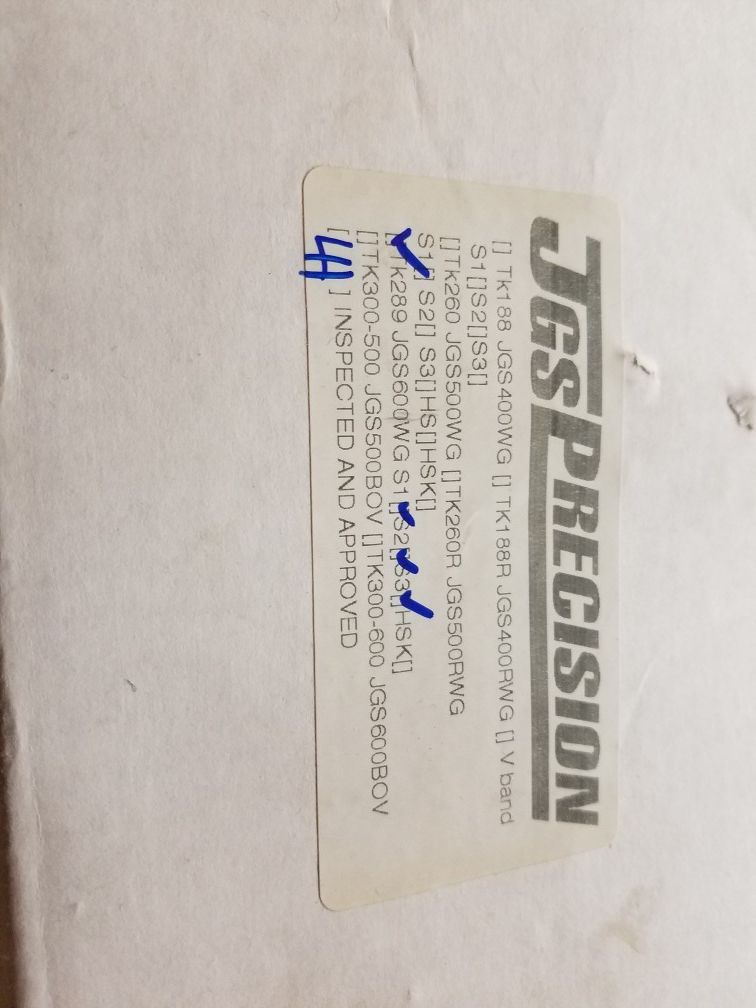 JGS PRECISION
[] Tk188 JGS400WG [] TK188R JGS400RWG [] V band
S1[]S2[]S3[]
[]Tk260 JGS500WG []TK260R JGS500RWG
S1[] S2[] S3[]HS[]HSK[]
[] Tk289 JGS600WG S1[]S2[]S3[]HSK[]
[]TK300-500 JGS500BOV []TK300-600 JGS600BOV
[ 41 ] INSPECTED AND APPROVED